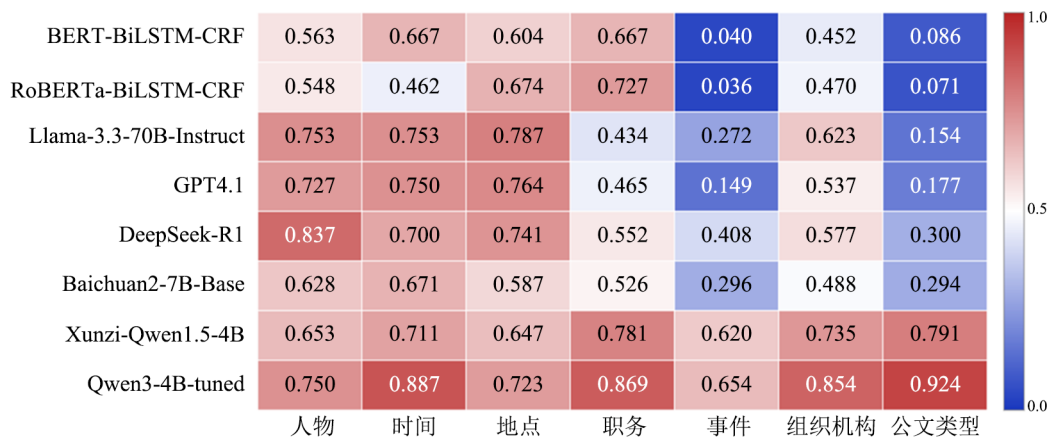 BERT-BiLSTM-CRF 0.563 0.667 0.604 0.667 0.040 0.452 0.086 1.0
RoBERTa-BiLSTM-CRF 0.548 0.462 0.674 0.727 0.036 0.470 0.071
Llama-3.3-70B-Instruct 0.753 0.753 0.787 0.434 0.272 0.623 0.154
GPT4.1 0.727 0.750 0.764 0.465 0.149 0.537 0.177
0.5
DeepSeek-R1 0.837 0.700 0.741 0.552 0.408 0.577 0.300
Baichuan2-7B-Base 0.628 0.671 0.587 0.526 0.296 0.488 0.294
Xunzi-Qwen1.5-4B 0.653 0.711 0.647 0.781 0.620 0.735 0.791
Qwen3-4B-tuned 0.750 0.887 0.723 0.869 0.654 0.854 0.924
0.0
人物 时间 地点 职务 事件 组织机构 公文类型